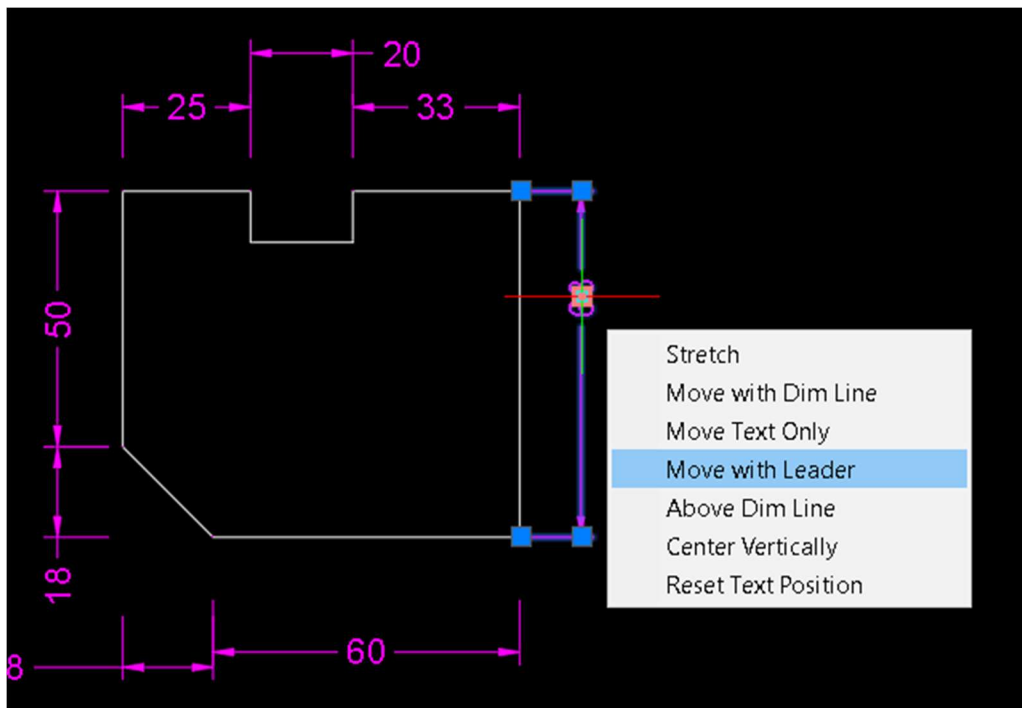 20
25
33
50
Stretch
Move with Dim Line
Move Text Only
Move with Leader
Above Dim Line
Center Vertically
Reset Text Position
18
60
8